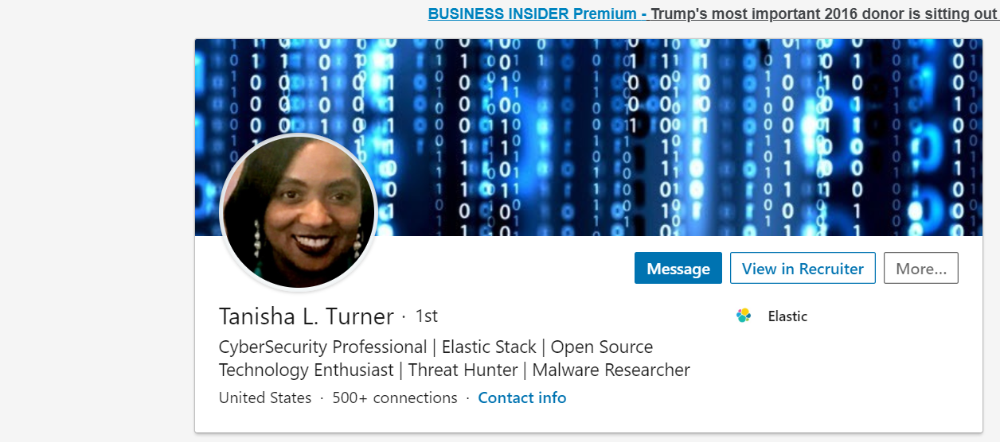 BUSINESS INSIDER Premium - Trump's most important 2016 donor is sitting out
Message
View in Recruiter
More...
Tanisha L. Turner · 1st
Elastic
CyberSecurity Professional | Elastic Stack | Open Source
Technology Enthusiast | Threat Hunter | Malware Researcher
United States · 500+ connections · Contact info